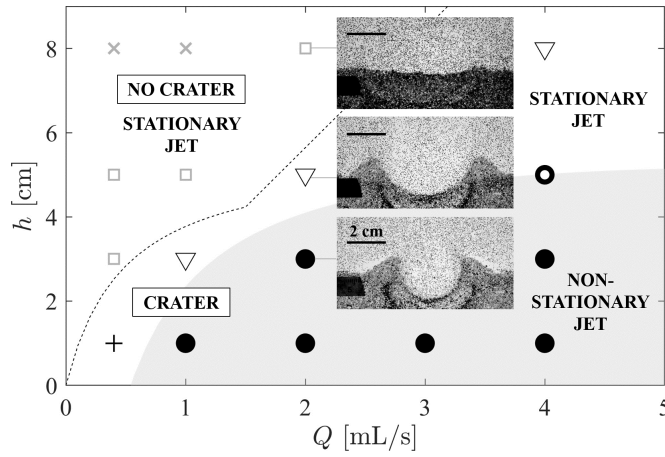 8
6
4
2
0
h [cm]
NO CRATER
STATIONARY
JET
CRATER
2 cm
STATIONARY
JET
NON-
STATIONARY
JET
0
1
2
3
4
5
Q [mL/s]